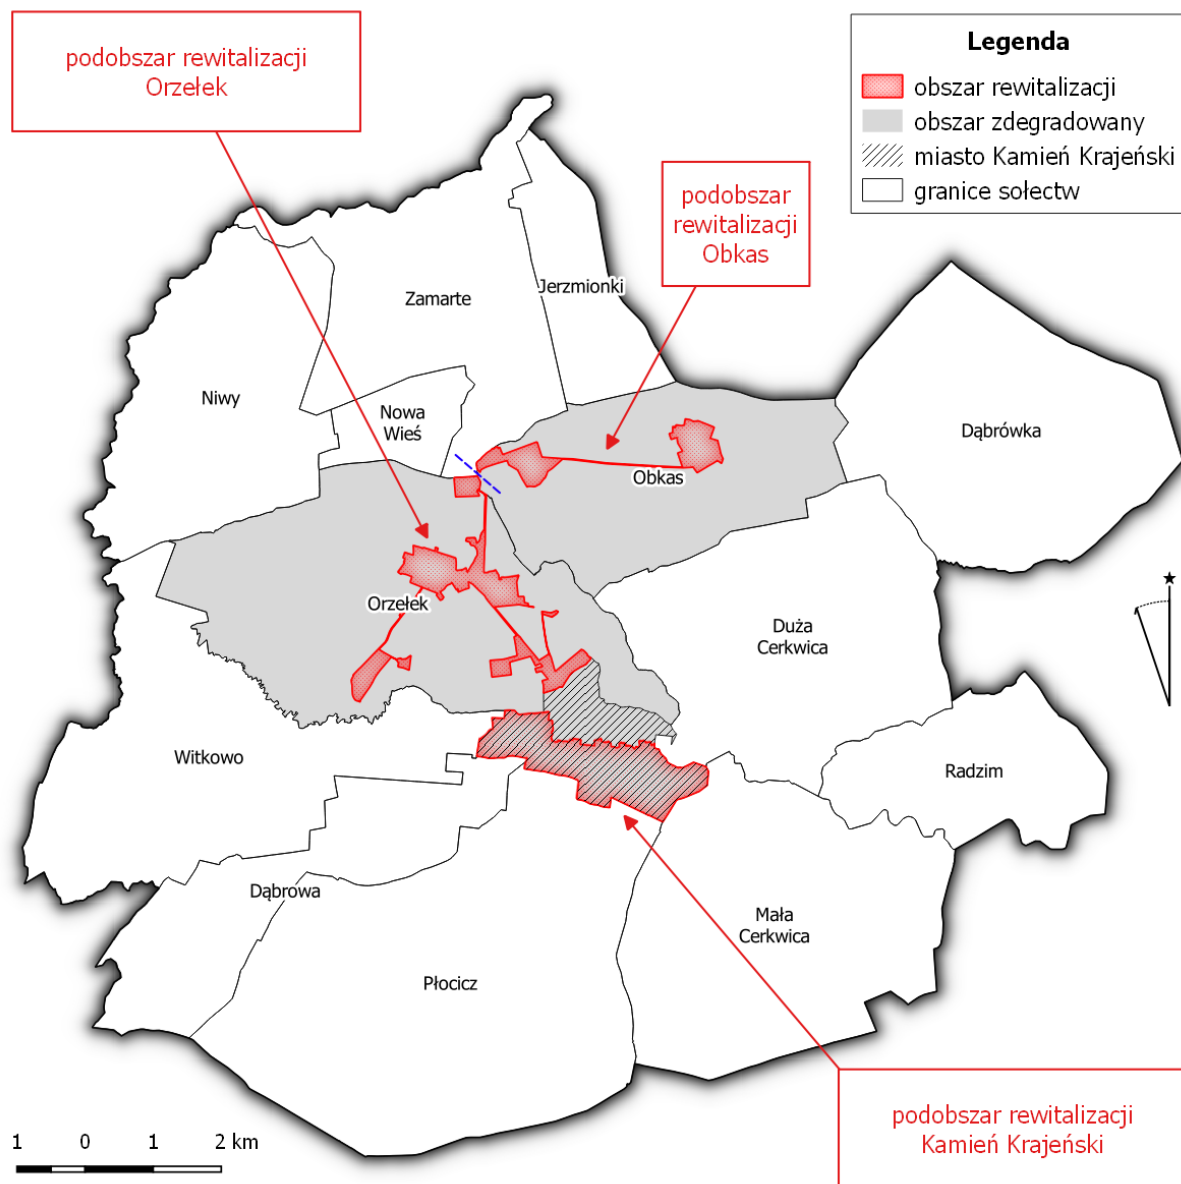 podobszar rewitalizacji
Orzełek
Legenda
obszar rewitalizacji
obszar zdegradowany
miasto Kamień Krajeński
granice sołectw
podobszar
rewitalizacji
Obkas
Jerzmionki
Zamarte
Niwy
Nowa
Wieś
Dąbrówka
Obkas
Orzełek
Duża
Cerkwica
Witkowo
Radzim
Dąbrowa
Mała
Cerkwica
Płocicz
podobszar rewitalizacji
Kamień Krajeński
1 0 1 2 km